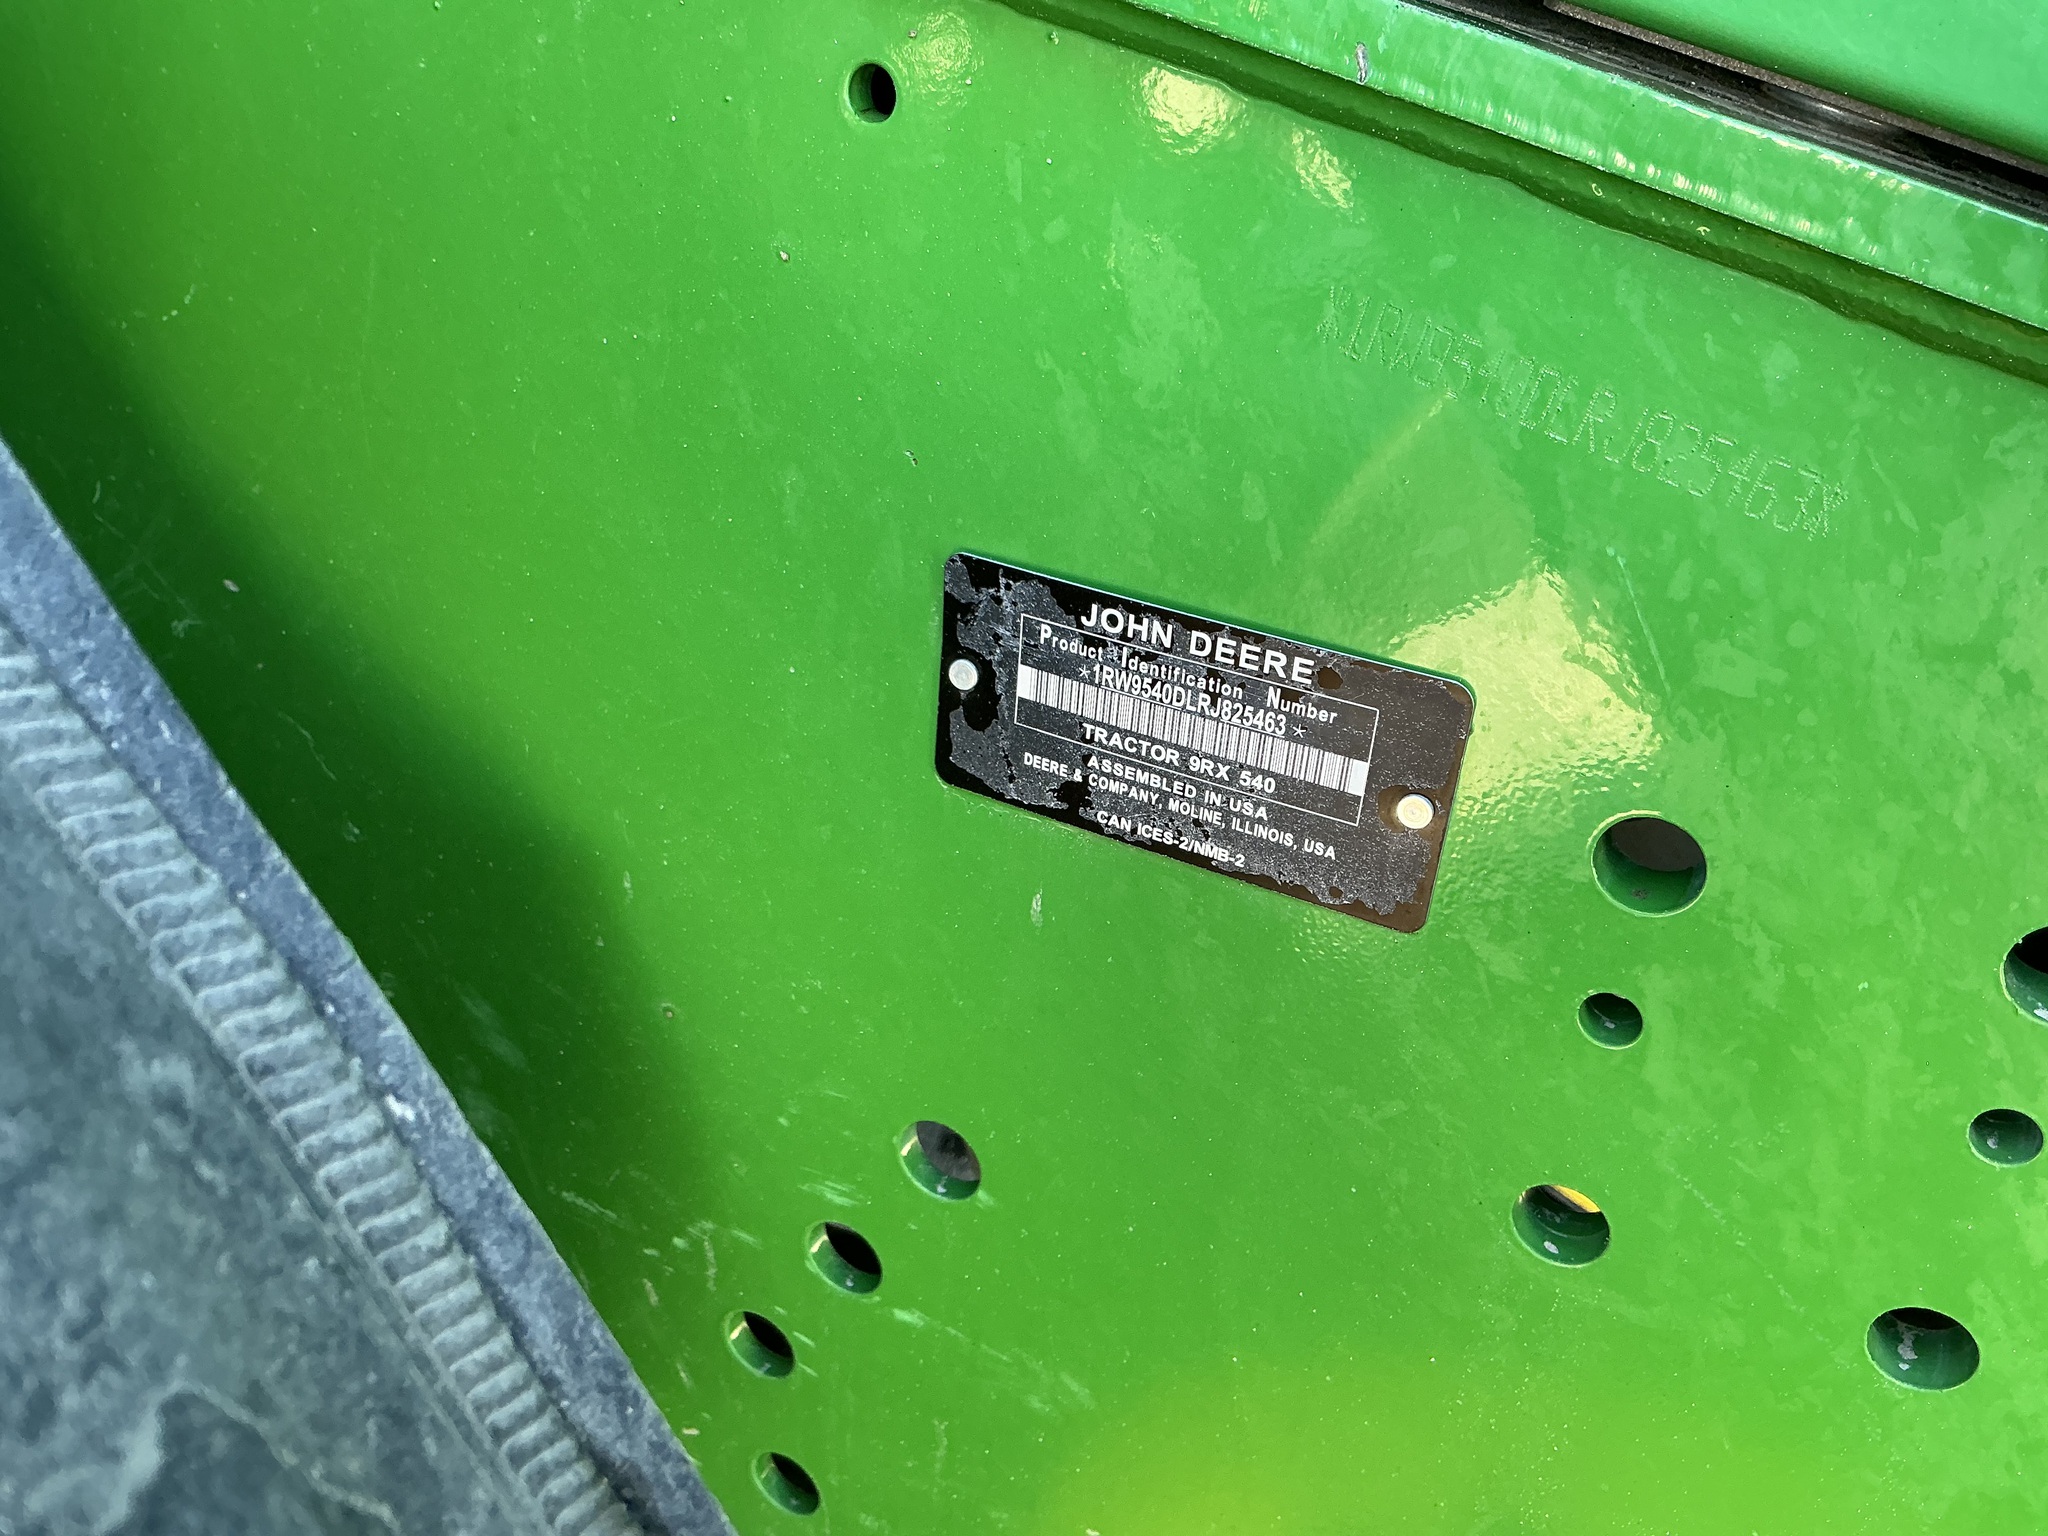 *1RW9540DLRJ825463*
JOHN DEERE
Product Identification Number
*1RW9540DLRJ825463*
TRACTOR 9RX 540
ASSEMBLED IN USA
DEERE & COMPANY, MOLINE, ILLINOIS, USA
CAN ICES-2/NMB-2